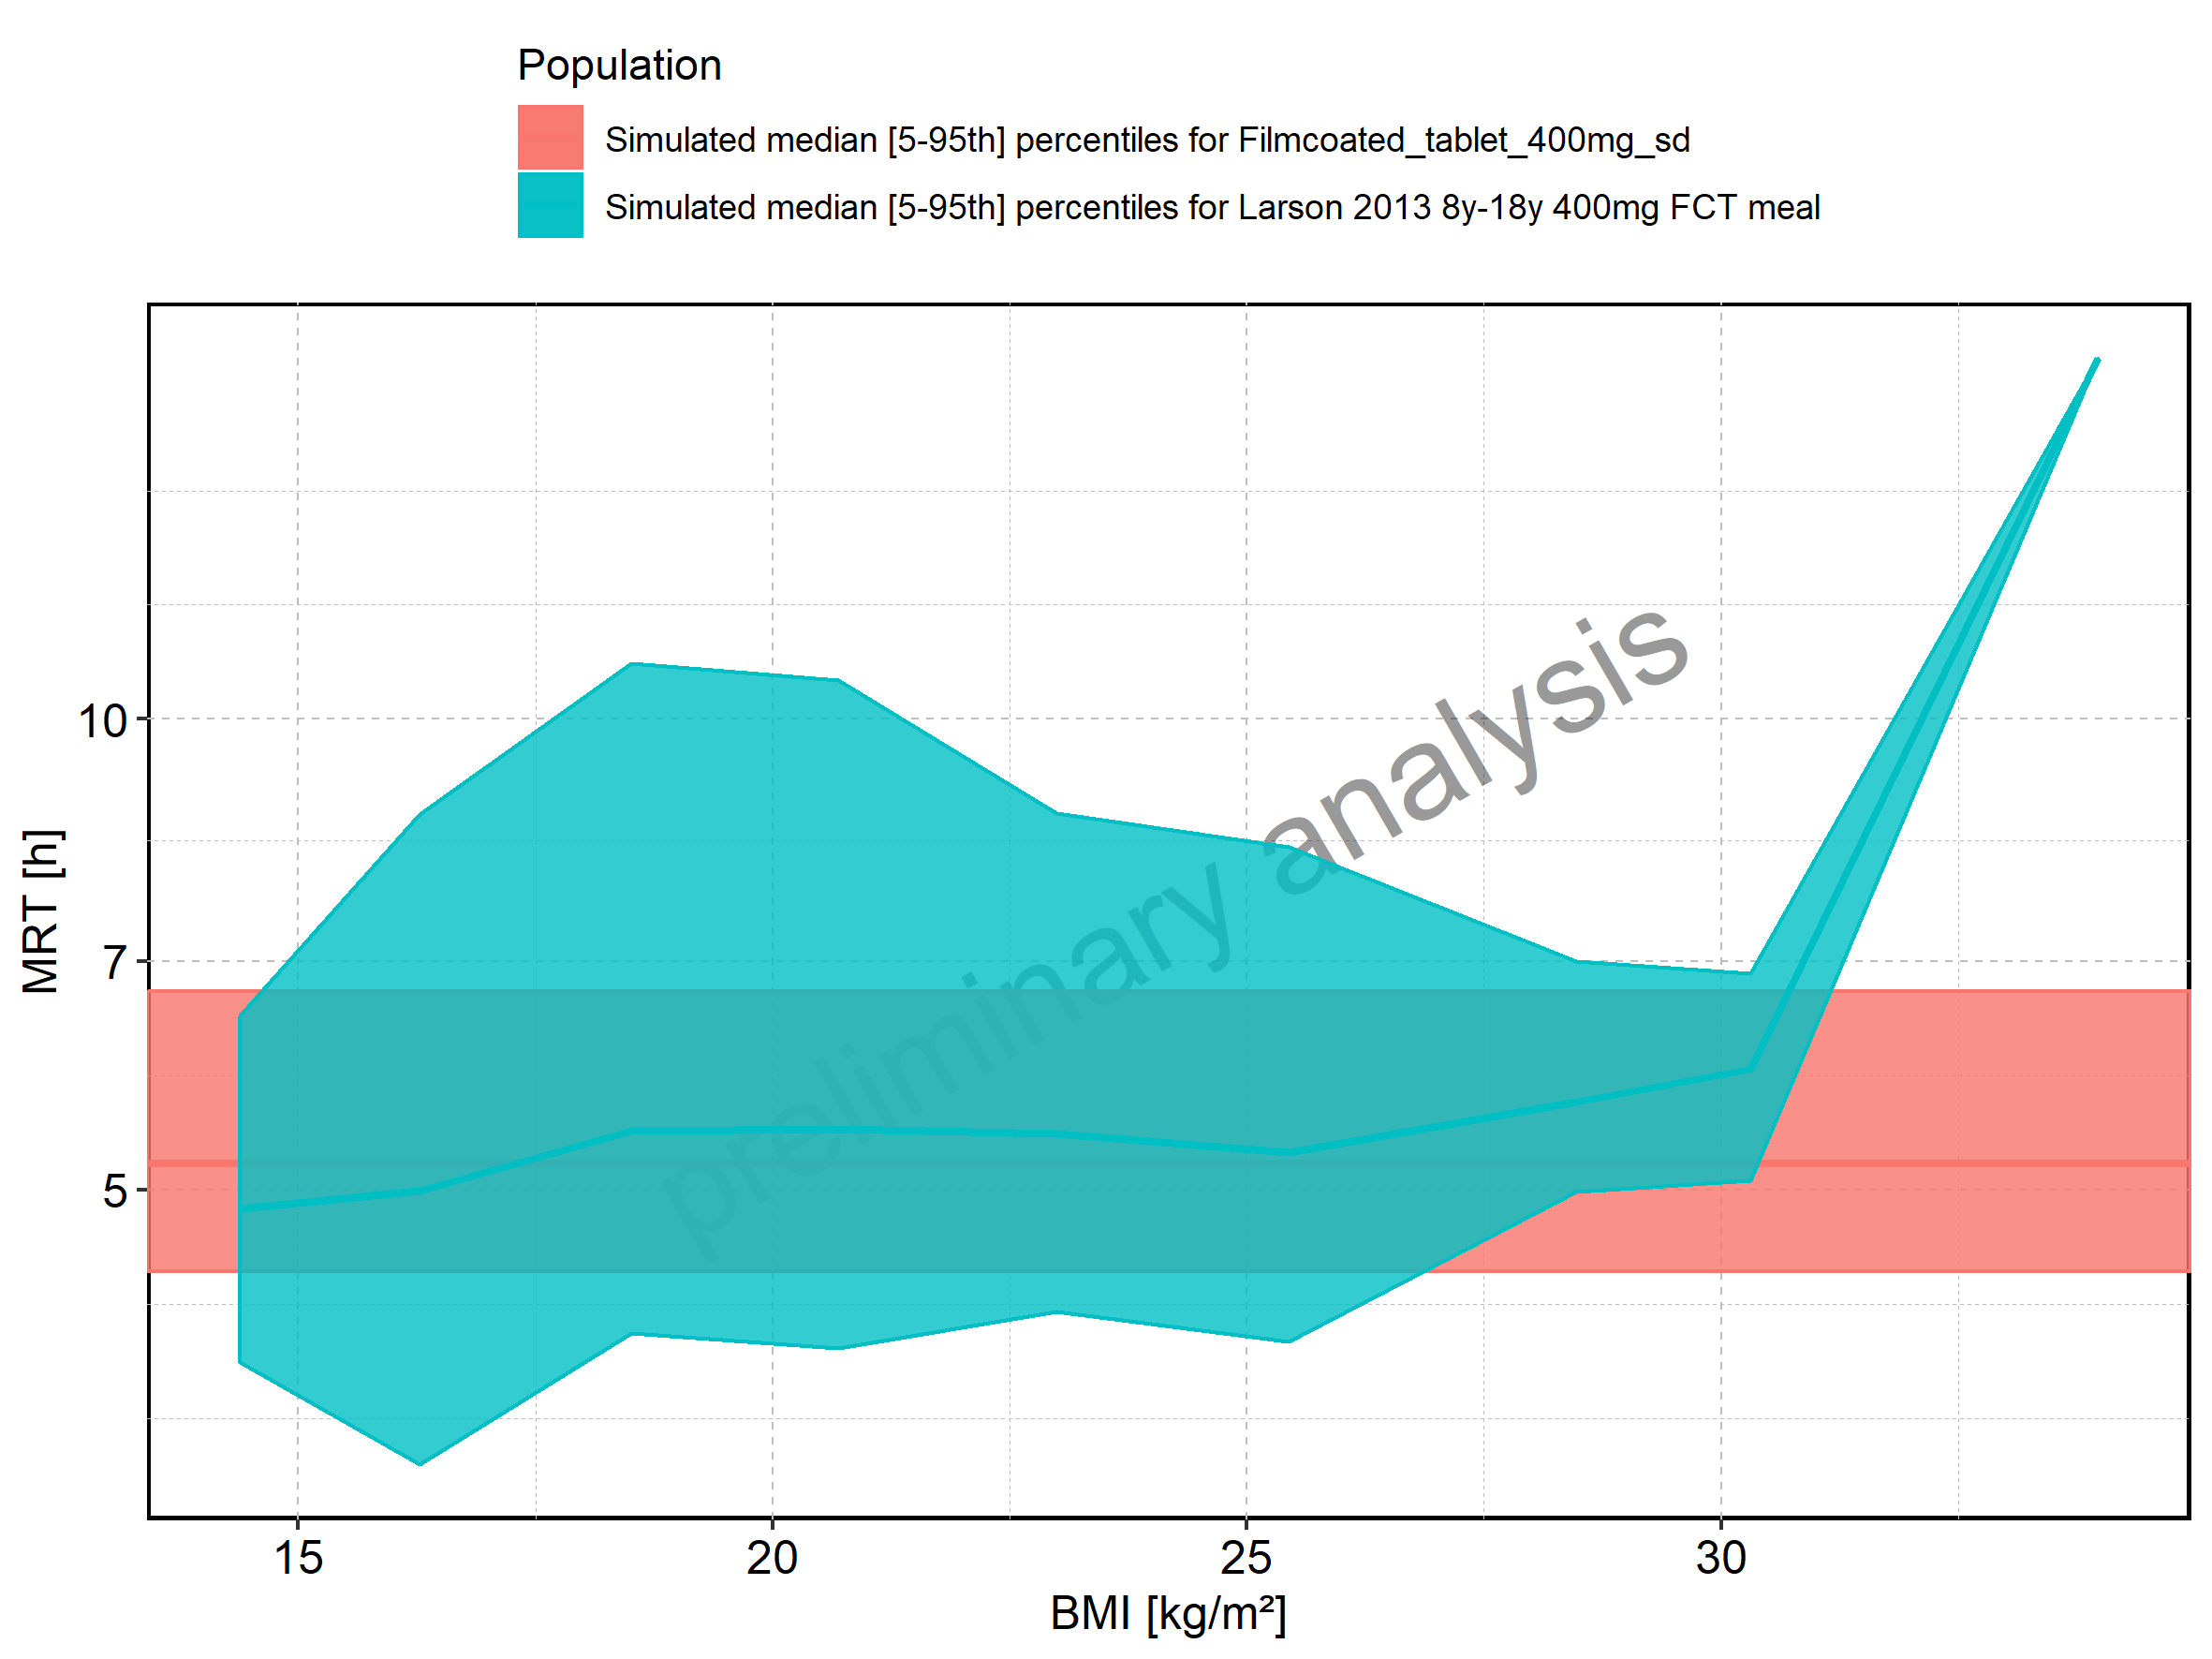 Population
Simulated median [5-95th] percentiles for Filmcoated_tablet_400mg_sd
Simulated median [5-95th] percentiles for Larson 2013 8y-18y 400mg FCT meal
10
7
5
MRT [h]
preliminary analysis
15 20 25 30
BMI [kg/m²]